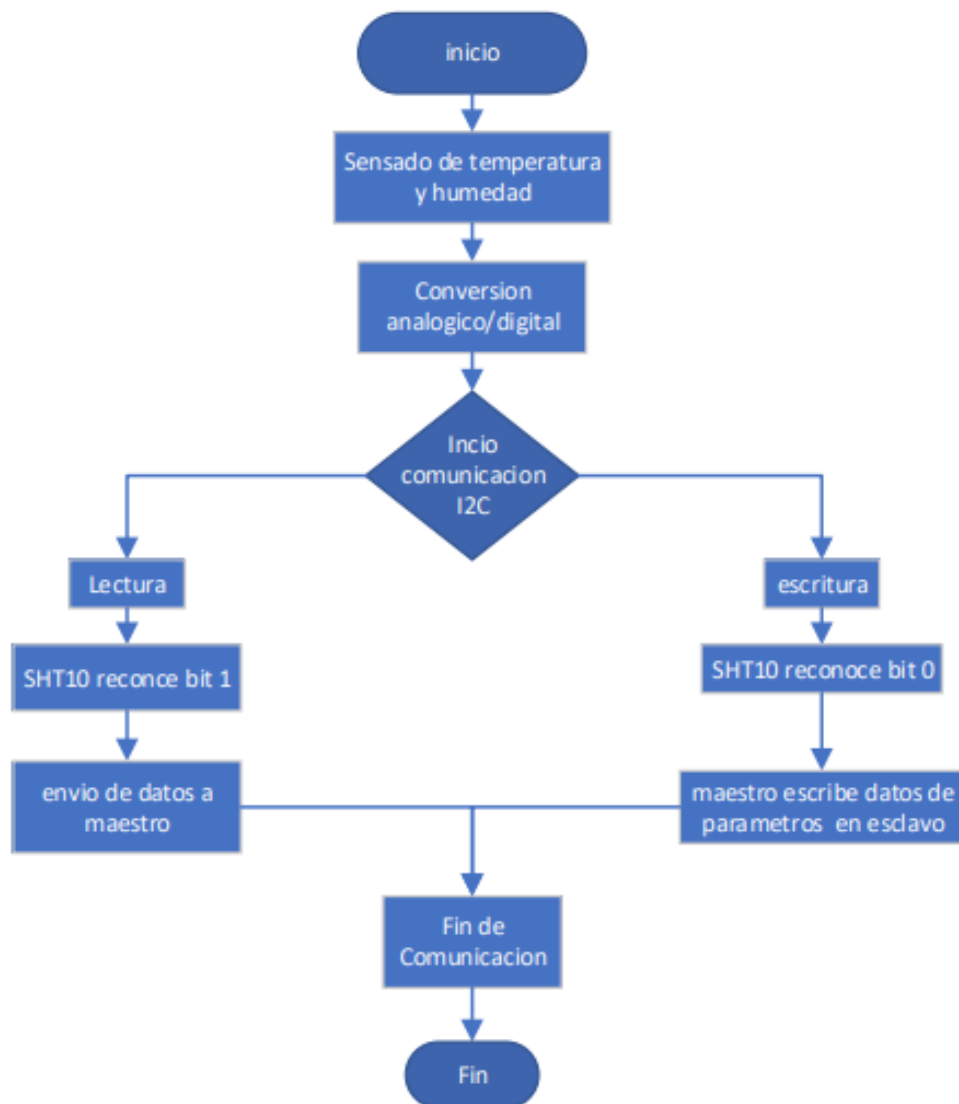 inicio
Sensado de temperatura
y humedad
Conversion
analogico/digital
Incio
comunicacion
I2C
Lectura
escritura
SHT10 reconce bit 1
SHT10 reconoce bit 0
envio de datos a
maestro
maestro escribe datos de
parametros en esclavo
Fin de
Comunicacion
Fin